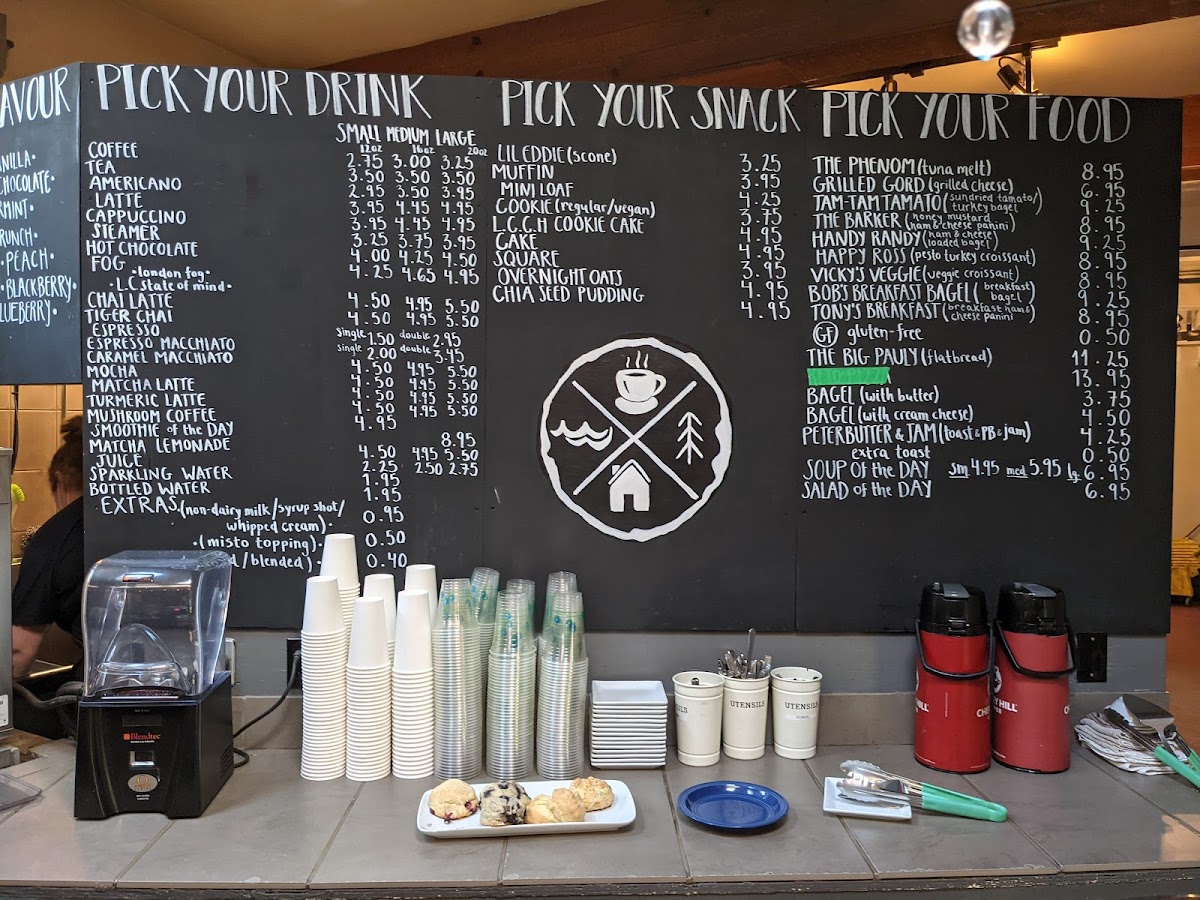 AVOUR
NILLA•
CHOCOLATE•
RMINT•
RUNCH•
•PEACH•
•BLACKBERRY•
LUEBERRY•
PICK YOUR DRINK
SMALL MEDIUM LARGE
12oz 16oz 20oz
COFFEE 2.75 3.00 3.25
TEA 3.50 3.50 3.50
AMERICANO 2.95 3.50 3.95
LATTE 3.95 4.45 4.95
CAPPUCCINO 3.95 4.45 4.95
STEAMER 3.25 3.75 3.95
HOT CHOCOLATE 4.00 4.25 4.50
FOG 4.25 4.65 4.95
•london fog•
•L.C. state of mind•
CHAI LATTE 4.50 4.95 5.50
TIGER CHAI 4.50 4.95 5.50
ESPRESSO single 1.50 double 2.95
ESPRESSO MACCHIATO single 2.00 double 3.45
CARAMEL MACCHIATO 4.50 4.95 5.50
MOCHA 4.50 4.95 5.50
MATCHA LATTE 4.50 4.95 5.50
TURMERIC LATTE 4.50 4.95 5.50
MUSHROOM COFFEE 4.95
SMOOTHIE of the DAY 8.95
MATCHA LEMONADE 4.50 4.95 5.50
JUICE 2.25 2.50 2.75
SPARKLING WATER 1.95
BOTTLED WATER 1.95
EXTRAS (non-dairy milk/syrup shot/
whipped cream)• 0.95
•(misto topping)• 0.50
d/blended)• 0.40
PICK YOUR SNACK
LIL EDDIE (scone) 3.25
MUFFIN 3.95
MINI LOAF 4.25
COOKIE (regular/vegan) 3.75
L.C.C.H COOKIE CAKE 4.95
CAKE 4.95
SQUARE 3.95
OVERNIGHT OATS 4.95
CHIA SEED PUDDING 4.95
PICK YOUR FOOD
THE PHENOM (tuna melt) 8.95
GRILLED GORD (grilled cheese) 6.95
TAM-TAM TAMATO (sundried tamato/ turkey bagel) 9.25
THE BARKER (honey mustard ham & cheese panini) 8.95
HANDY RANDY (ham & cheese loaded bagel) 9.25
HAPPY ROSS (pesto turkey croissant) 8.95
VICKY'S VEGGIE (veggie croissant) 8.95
BOB'S BREAKFAST BAGEL (breakfast bagel) 9.25
TONY'S BREAKFAST (breakfast ham & cheese panini) 8.95
GF gluten-free 0.50
THE BIG PAULY (flatbread) 11.25
13.95
BAGEL (with butter) 3.75
BAGEL (with cream cheese) 4.50
PETERBUTTER & JAM (toast & PB & jam) 4.25
extra toast 0.50
SOUP OF THE DAY sm 4.95 med 5.95 lg 6.95
SALAD of the DAY 6.95
Blendtec
UTENSILS
UTENSILS
UTENSILS
HILL